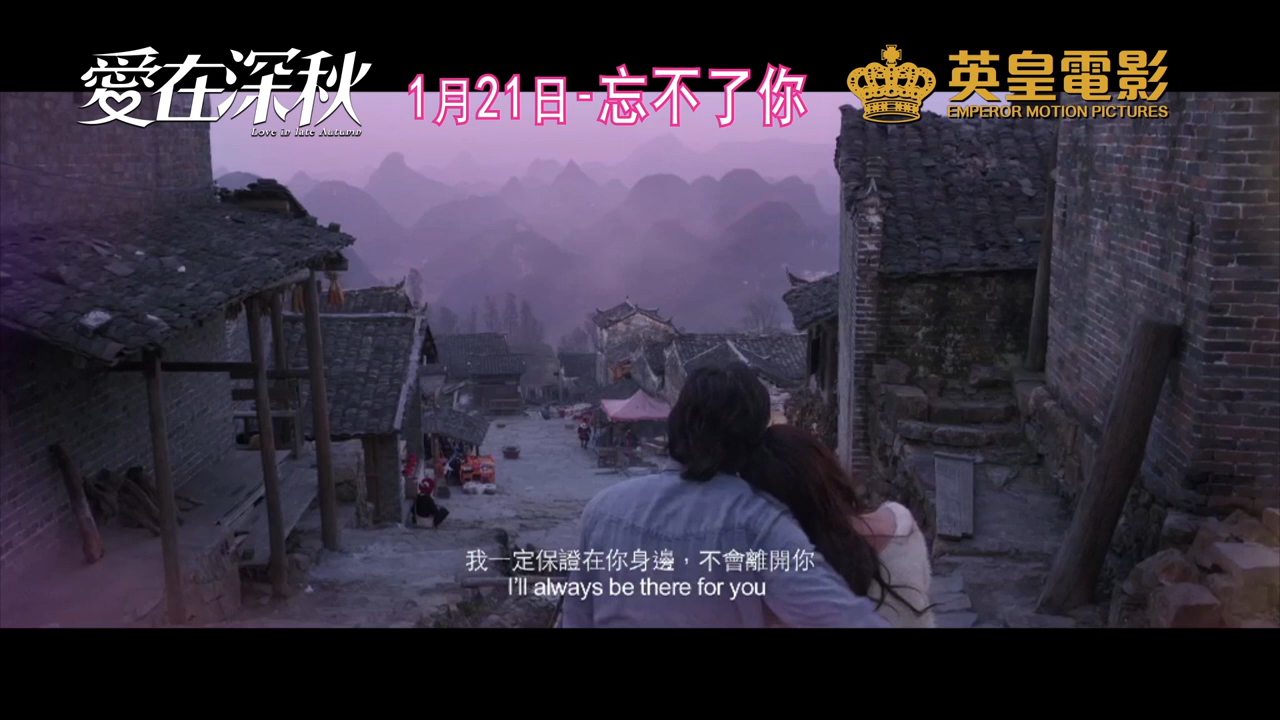 愛在深秋
Love in late Autumn
1月21日-忘不了你
英皇電影
EMPEROR MOTION PICTURES
我一定保證在你身邊，不會離開你
I'll always be there for you